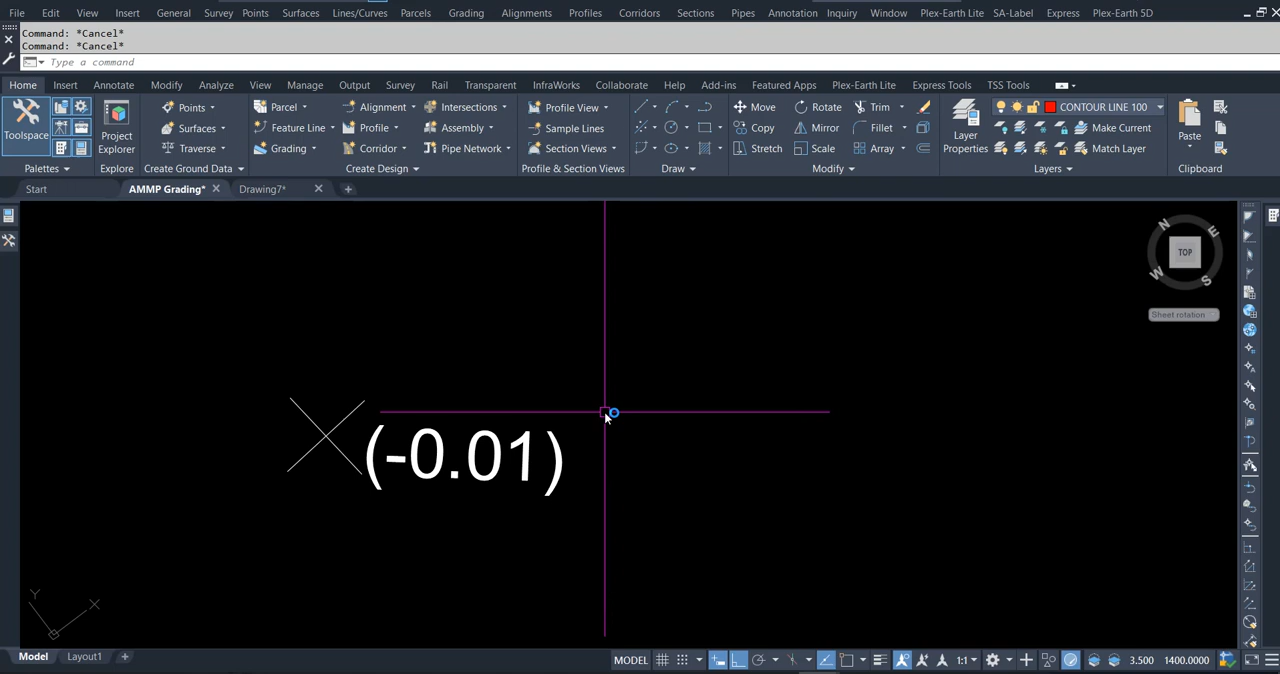 File Edit View Insert General Survey Points Surfaces Lines/Curves Parcels Grading Alignments Profiles Corridors Sections Pipes Annotation Inquiry Window Plex-Earth Lite SA-Label Express Plex-Earth 5D
Command: *Cancel*
Command: *Cancel*
Type a command
Home Insert Annotate Modify Analyze View Manage Output Survey Rail Transparent InfraWorks Collaborate Help Add-ins Featured Apps Plex-Earth Lite Express Tools TSS Tools
Points Parcel Alignment Intersections Profile View Move Rotate Trim CONTOUR LINE 100
Toolspace Project Explorer Surfaces Feature Line Profile Assembly Sample Lines Copy Mirror Fillet Layer Properties Make Current Paste
Traverse Grading Corridor Pipe Network Section Views Stretch Scale Array Match Layer
Palettes Explore Create Ground Data Create Design Profile & Section Views Draw Modify Layers Clipboard
Start AMMP Grading* Drawing7*
N E
TOP
W S
Sheet rotation
(-0.01)
Y X
Model Layout1 MODEL 1:1 3.500 1400.0000